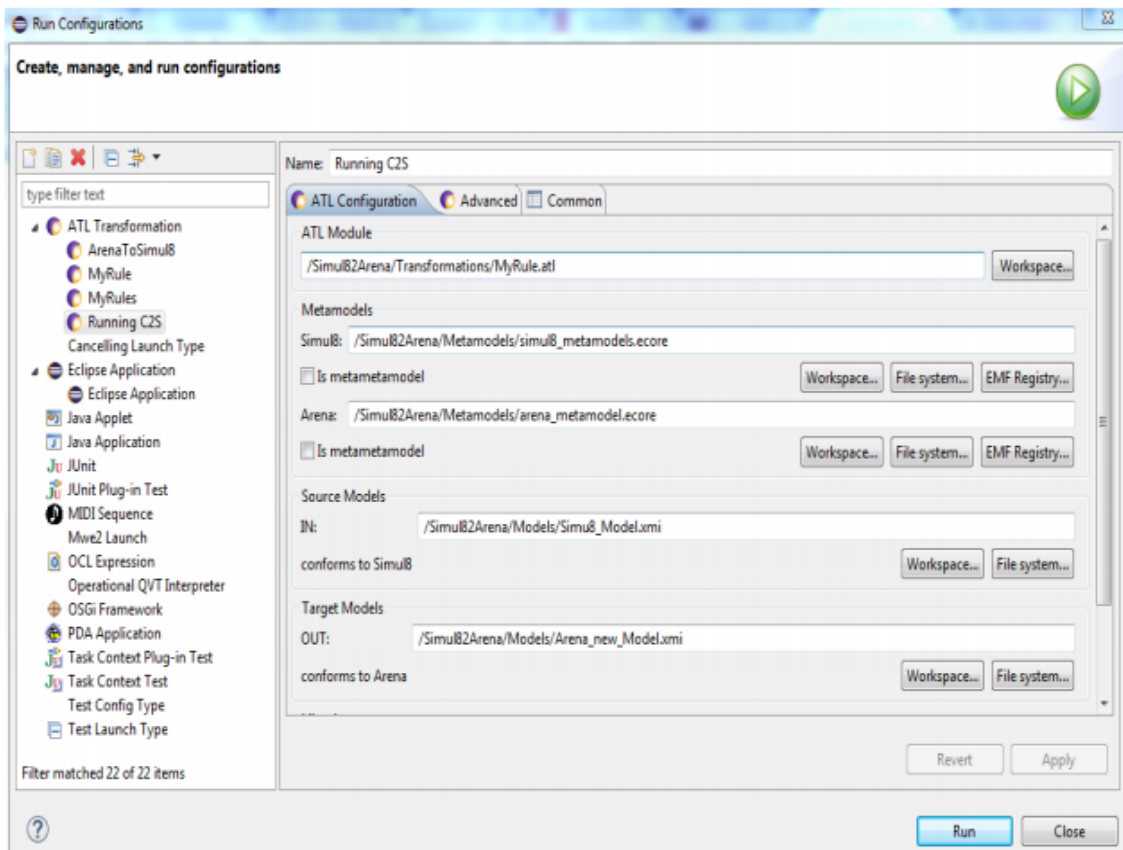 Run Configurations
Create, manage, and run configurations
type filter text
ATL Transformation
ArenaToSimul8
MyRule
MyRules
Running C2S
Cancelling Launch Type
Eclipse Application
Eclipse Application
Java Applet
Java Application
Ju JUnit
JUnit Plug-in Test
MIDI Sequence
Mwe2 Launch
OCL Expression
Operational QVT Interpreter
OSGi Framework
PDA Application
Task Context Plug-in Test
Ju Task Context Test
Test Config Type
Test Launch Type
Filter matched 22 of 22 items
Name: Running C2S
ATL Configuration Advanced Common
ATL Module
/Simul82Arena/Transformations/MyRule.atl Workspace...
Metamodels
Simul8: /Simul82Arena/Metamodels/simul8_metamodels.ecore
Is metametamodel Workspace... File system... EMF Registry...
Arena: /Simul82Arena/Metamodels/arena_metamodel.ecore
Is metametamodel Workspace... File system... EMF Registry...
Source Models
IN: /Simul82Arena/Models/Simu8_Model.xmi
conforms to Simul8 Workspace... File system...
Target Models
OUT: /Simul82Arena/Models/Arena_new_Model.xmi
conforms to Arena Workspace... File system...
Revert Apply
Run Close